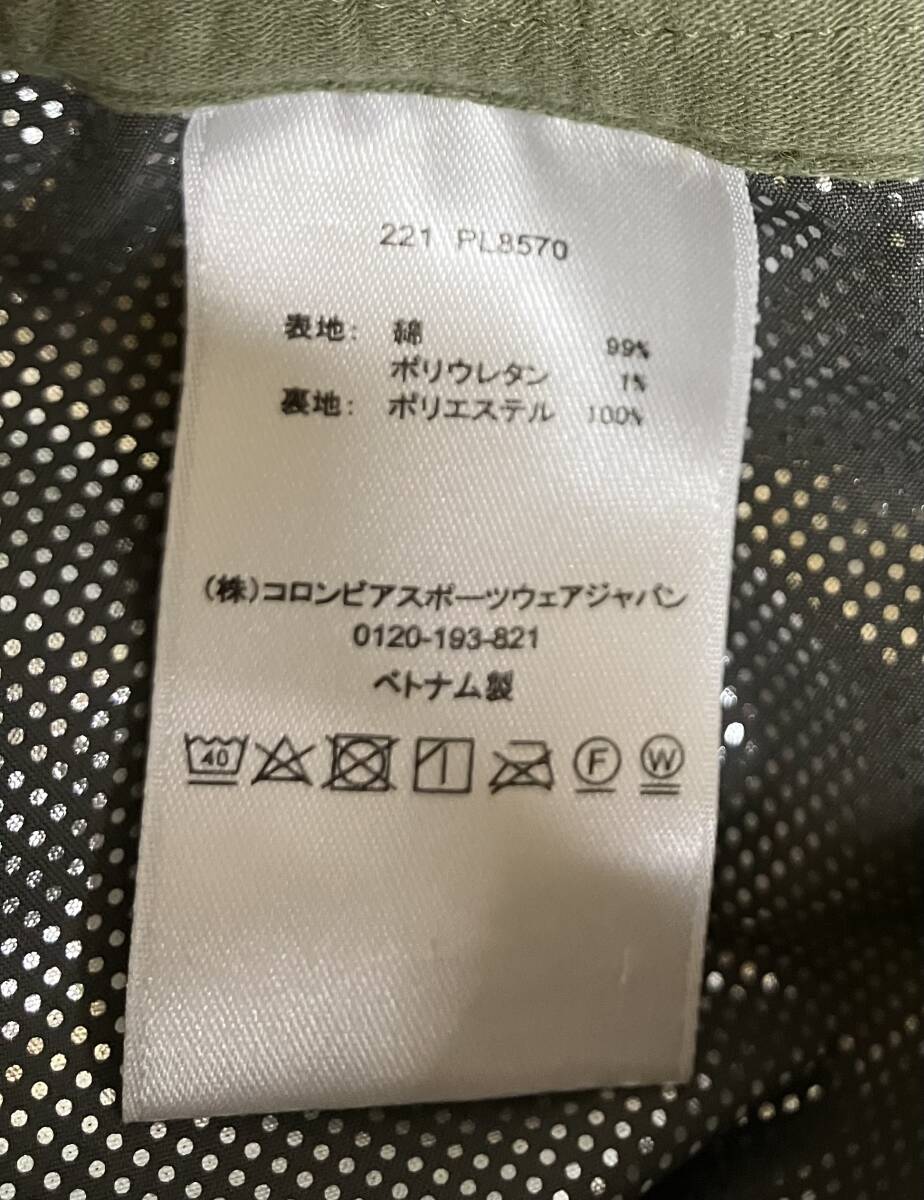 221 PL8570
表地: 綿 99%
ポリウレタン 1%
裏地: ポリエステル 100%
(株)コロンビアスポーツウェアジャパン
0120-193-821
ベトナム製
40 F W